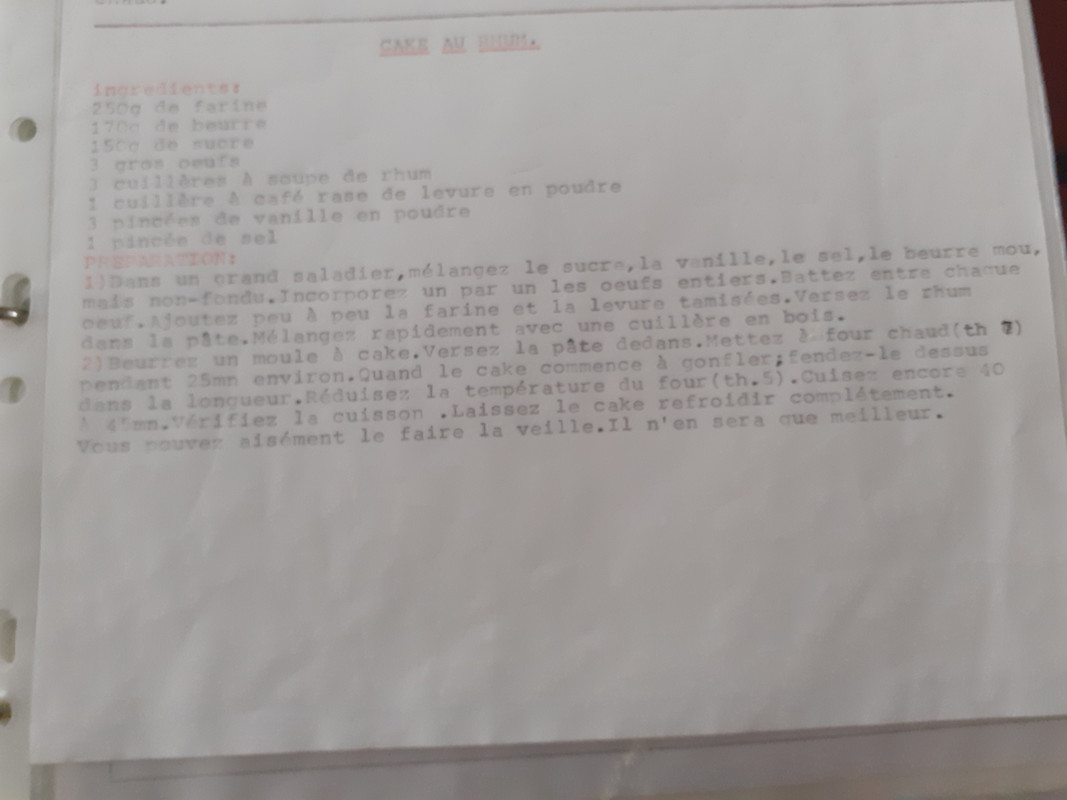 CAKE AU RHUM.
ingredients:
250g de farine
170g de beurre
150g de sucre
3 gros oeufs
3 cuillères à soupe de rhum
1 cuillère à café rase de levure en poudre
3 pincées de vanille en poudre
1 pincée de sel
PREPARATION:
1)Dans un grand saladier,mélangez le sucre,la vanille,le sel,le beurre mou,
mais non-fondu.Incorporez un par un les oeufs entiers.Battez entre chaque
oeuf.Ajoutez peu à peu la farine et la levure tamisées.Versez le rhum
dans la pâte.Mélangez rapidement avec une cuillère en bois.
2)Beurrez un moule à cake.Versez la pâte dedans.Mettez à four chaud(th 7)
pendant 25mn environ.Quand le cake commence à gonfler;fendez-le dessus
dans la longueur.Réduisez la température du four(th.5).Cuisez encore 40
à 45mn.Vérifiez la cuisson .Laissez le cake refroidir complétement.
Vous pouvez aisément le faire la veille.Il n'en sera que meilleur.